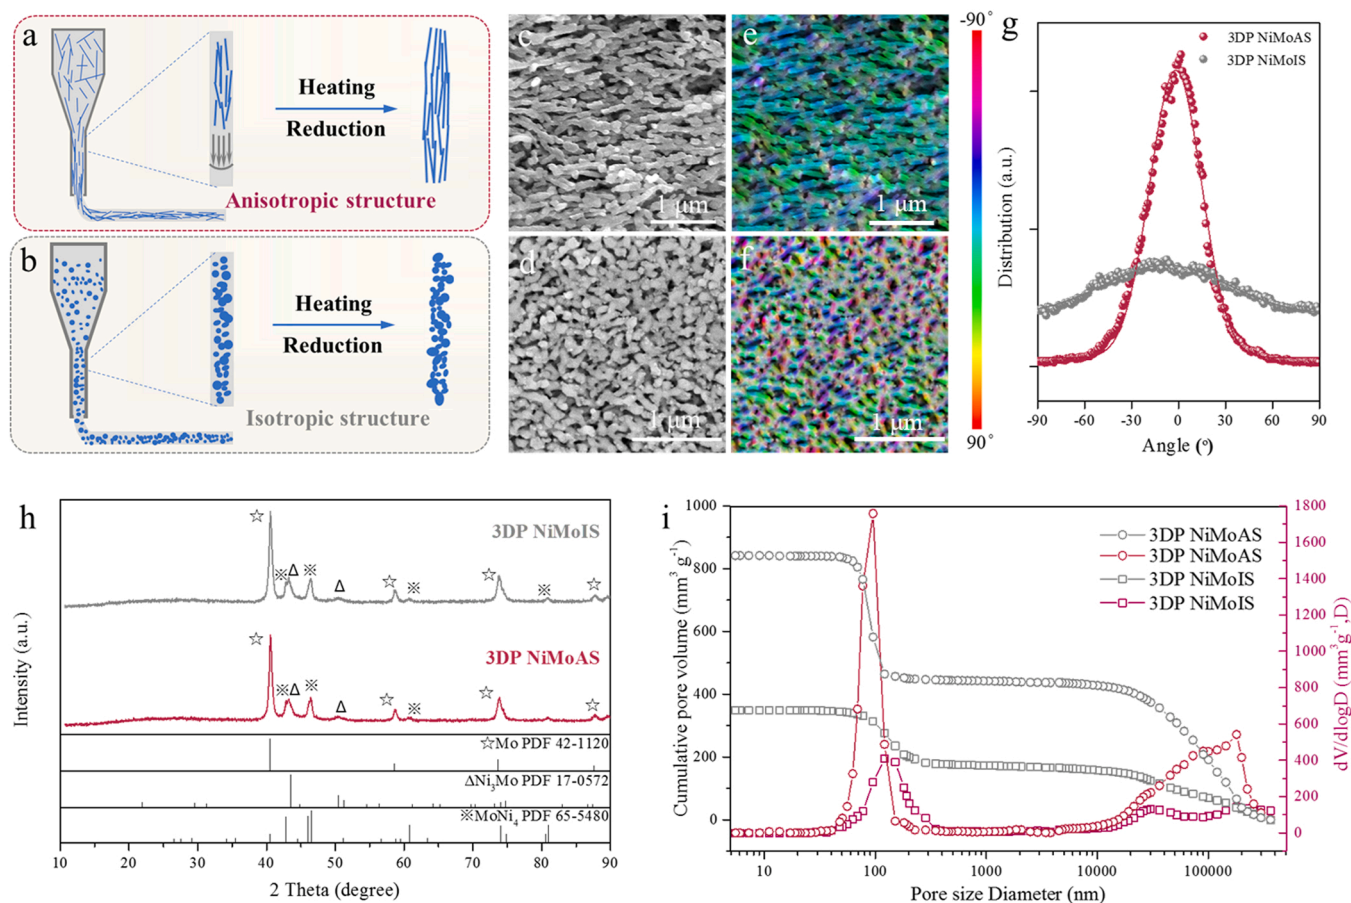 a
Heating
Reduction
Anisotropic structure
b
Heating
Reduction
Isotropic structure
c
1 μm
d
1 μm
e
1 μm
f
1 μm
-90°
90°
g
3DP NiMoAS
3DP NiMoIS
Distribution (a.u.)
-90 -60 -30 0 30 60 90
Angle (°)
h
☆ ※ Δ ※ Δ ☆ ※ ☆ ※ ☆
3DP NiMoIS
☆ ※ Δ ※ Δ ☆ ※ ☆ ☆
3DP NiMoAS
☆Mo PDF 42-1120
ΔNi₃Mo PDF 17-0572
※MoNi₄ PDF 65-5480
Intensity (a.u.)
10 20 30 40 50 60 70 80 90
2 Theta (degree)
i
3DP NiMoAS
3DP NiMoAS
3DP NiMoIS
3DP NiMoIS
Cumulative pore volume (mm³ g⁻¹)
1000
800
600
400
200
0
dV/dlogD (mm³g⁻¹,D)
1800
1600
1400
1200
1000
800
600
400
200
0
10 100 1000 10000 100000
Pore size Diameter (nm)